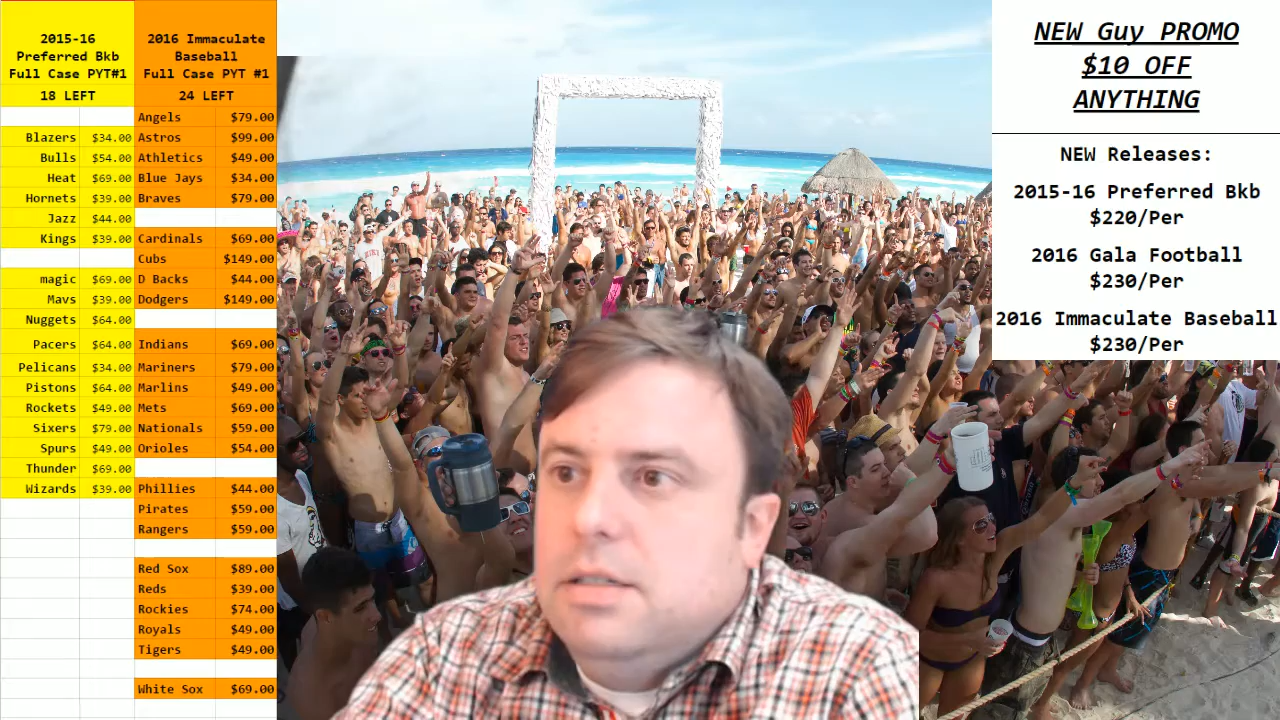 2015-16
Preferred Bkb
Full Case PYT#1
18 LEFT
Blazers $34.00
Bulls $54.00
Heat $69.00
Hornets $39.00
Jazz $44.00
Kings $39.00
magic $69.00
Mavs $39.00
Nuggets $64.00
Pacers $64.00
Pelicans $34.00
Pistons $64.00
Rockets $49.00
Sixers $79.00
Spurs $49.00
Thunder $69.00
Wizards $39.00
2016 Immaculate
Baseball
Full Case PYT #1
24 LEFT
Angels $79.00
Astros $99.00
Athletics $49.00
Blue Jays $34.00
Braves $79.00
Cardinals $69.00
Cubs $149.00
D Backs $44.00
Dodgers $149.00
Indians $69.00
Mariners $79.00
Marlins $49.00
Mets $69.00
Nationals $59.00
Orioles $54.00
Phillies $44.00
Pirates $59.00
Rangers $59.00
Red Sox $89.00
Reds $39.00
Rockies $74.00
Royals $49.00
Tigers $49.00
White Sox $69.00
NEW Guy PROMO
$10 OFF
ANYTHING
NEW Releases:
2015-16 Preferred Bkb
$220/Per
2016 Gala Football
$230/Per
2016 Immaculate Baseball
$230/Per